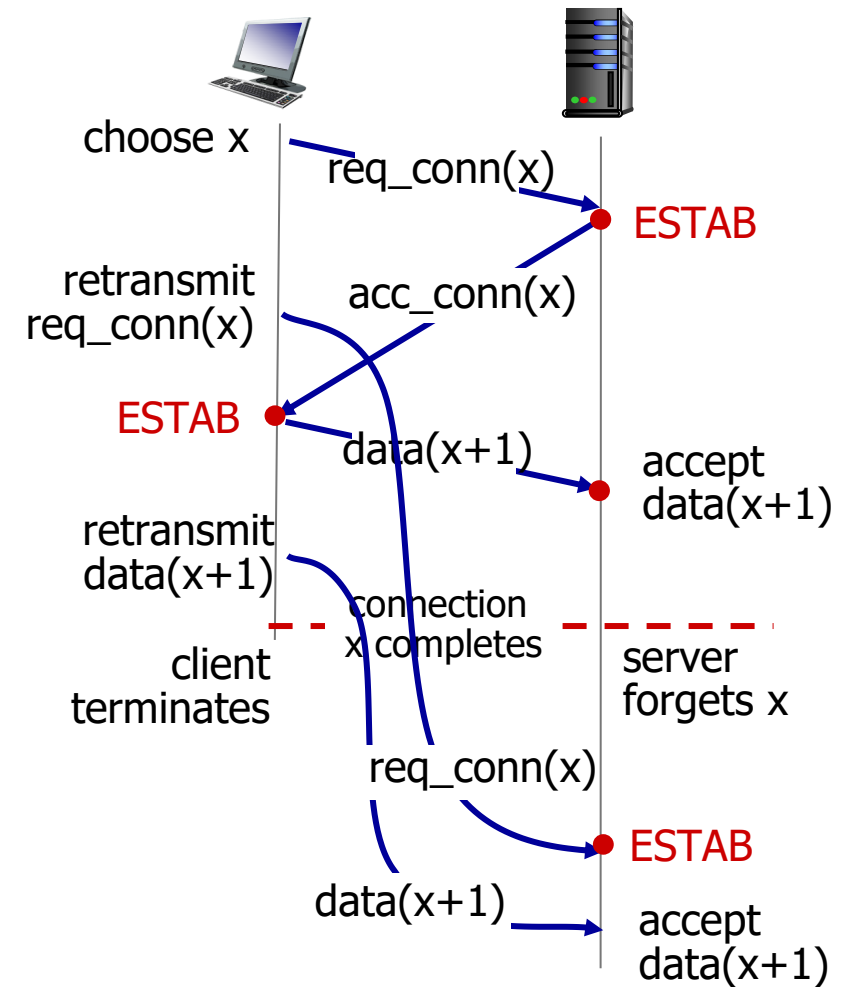 choose x
req_conn(x)
ESTAB
retransmit
req_conn(x)
acc_conn(x)
ESTAB
data(x+1)
accept
data(x+1)
retransmit
data(x+1)
connection
x completes
client
terminates
server
forgets x
req_conn(x)
ESTAB
data(x+1)
accept
data(x+1)